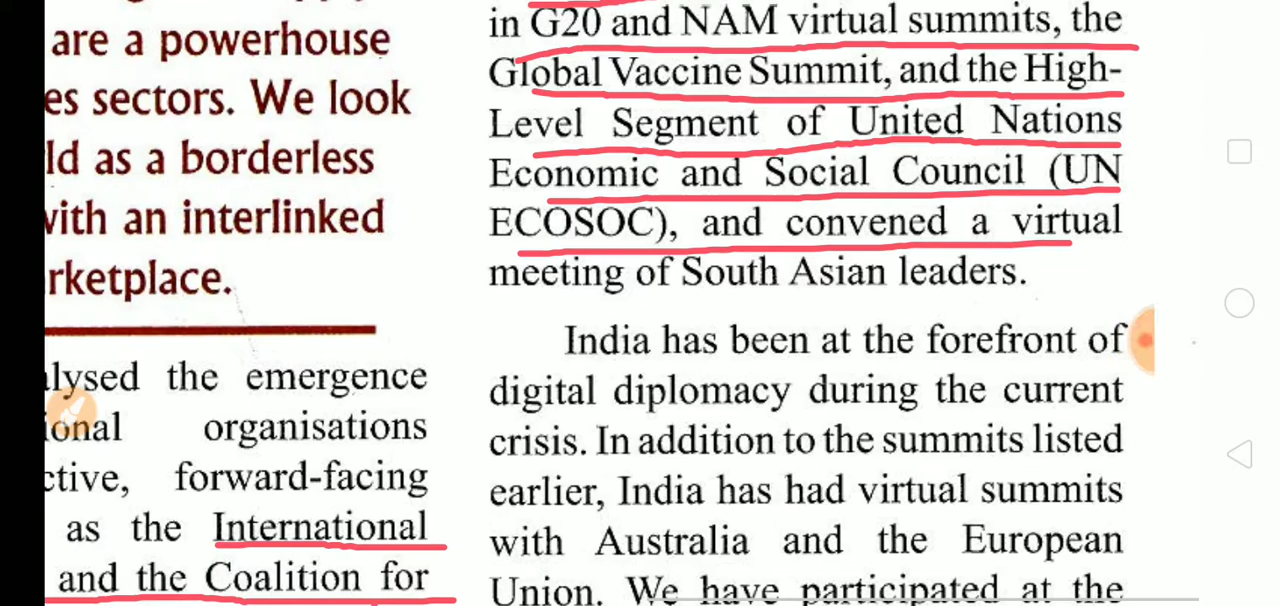 are a powerhouse
es sectors. We look
ld as a borderless
with an interlinked
rketplace.
alysed the emergence
ional organisations
ctive, forward-facing
as the International
and the Coalition for
in G20 and NAM virtual summits, the
Global Vaccine Summit, and the High-
Level Segment of United Nations
Economic and Social Council (UN
ECOSOC), and convened a virtual
meeting of South Asian leaders.
India has been at the forefront of
digital diplomacy during the current
crisis. In addition to the summits listed
earlier, India has had virtual summits
with Australia and the European
Union. We have participated at the